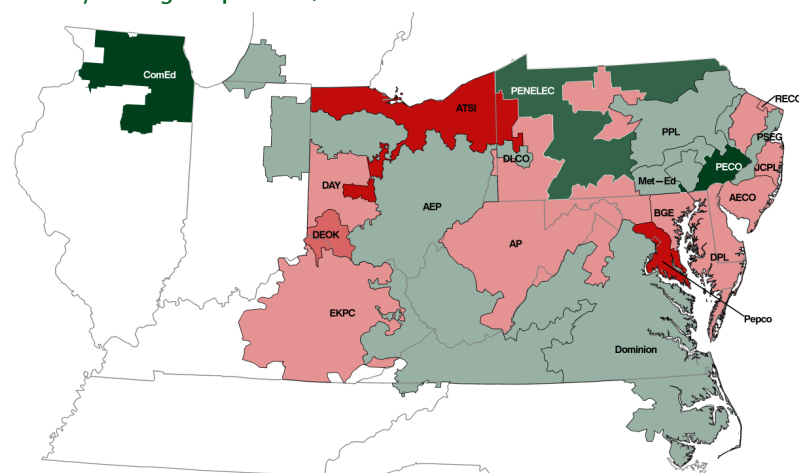 ComEd
PENELEC
RECO
ATSI
PPL
PSEG
DLCO
PECO
JCPL
DAY
Met-Ed
AECO
AEP
BGE
DEOK
AP
DPL
EKPC
Pepco
Dominion